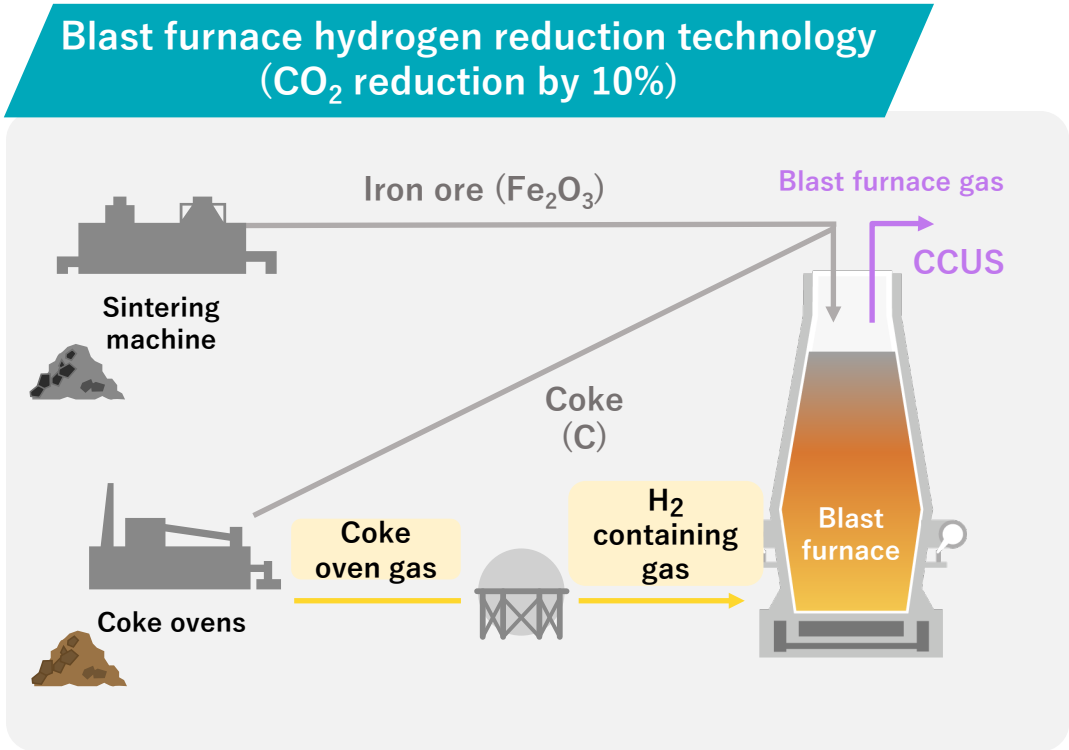 Blast furnace hydrogen reduction technology
(CO₂ reduction by 10%)
Iron ore (Fe₂O₃)
Blast furnace gas
CCUS
Sintering
machine
Coke
(C)
H₂
containing
gas
Coke
oven gas
Blast
furnace
Coke ovens